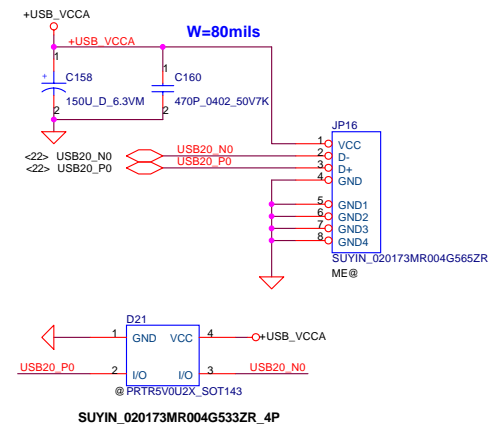 +USB_VCCA
W=80mils
+USB_VCCA
1
1
+
C158
C160
150U_D_6.3VM
470P_0402_50V7K
2
2
JP16
<22> USB20_N0
USB20_N0
<22> USB20_P0
USB20_P0
1 VCC
2 D-
3 D+
4 GND
5 GND1
6 GND2
7 GND3
8 GND4
SUYIN_020173MR004G565ZR
ME@
D21
1 GND VCC 4
+USB_VCCA
USB20_P0
2 I/O I/O 3
USB20_N0
@ PRTR5V0U2X_SOT143
SUYIN_020173MR004G533ZR_4P